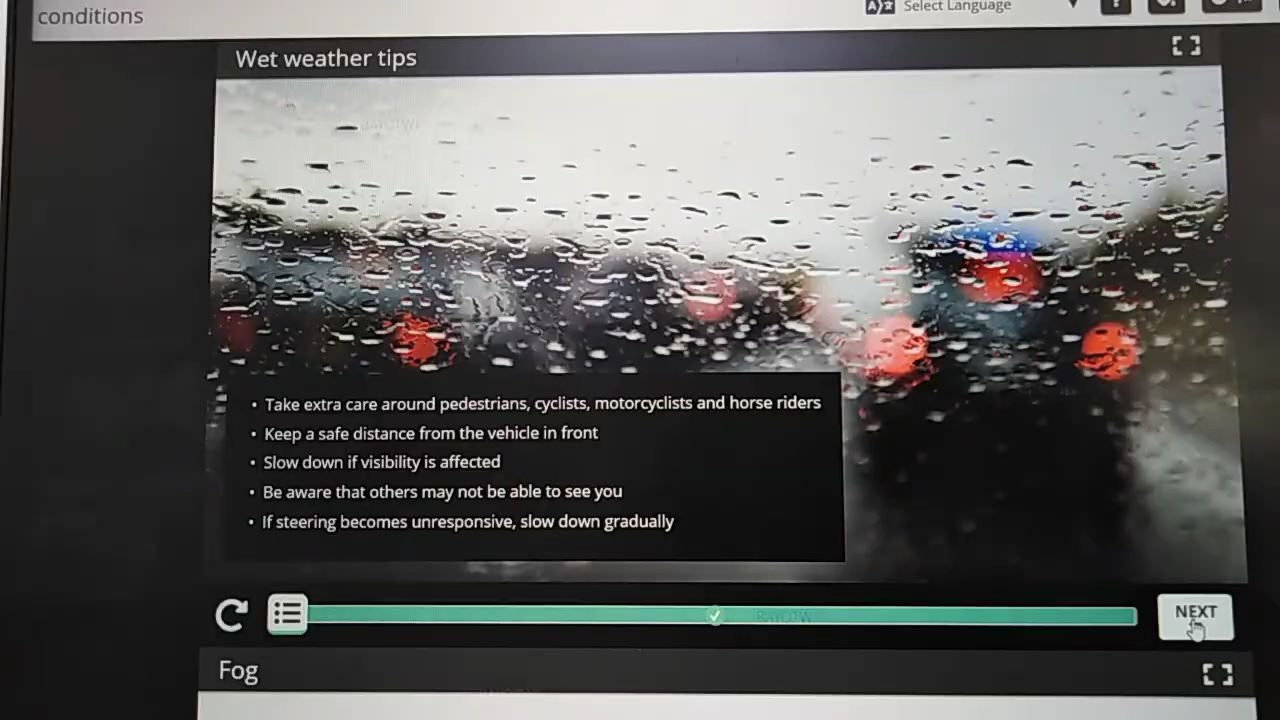 conditions
Select Language
Wet weather tips
• Take extra care around pedestrians, cyclists, motorcyclists and horse riders
• Keep a safe distance from the vehicle in front
• Slow down if visibility is affected
• Be aware that others may not be able to see you
• If steering becomes unresponsive, slow down gradually
NEXT
Fog